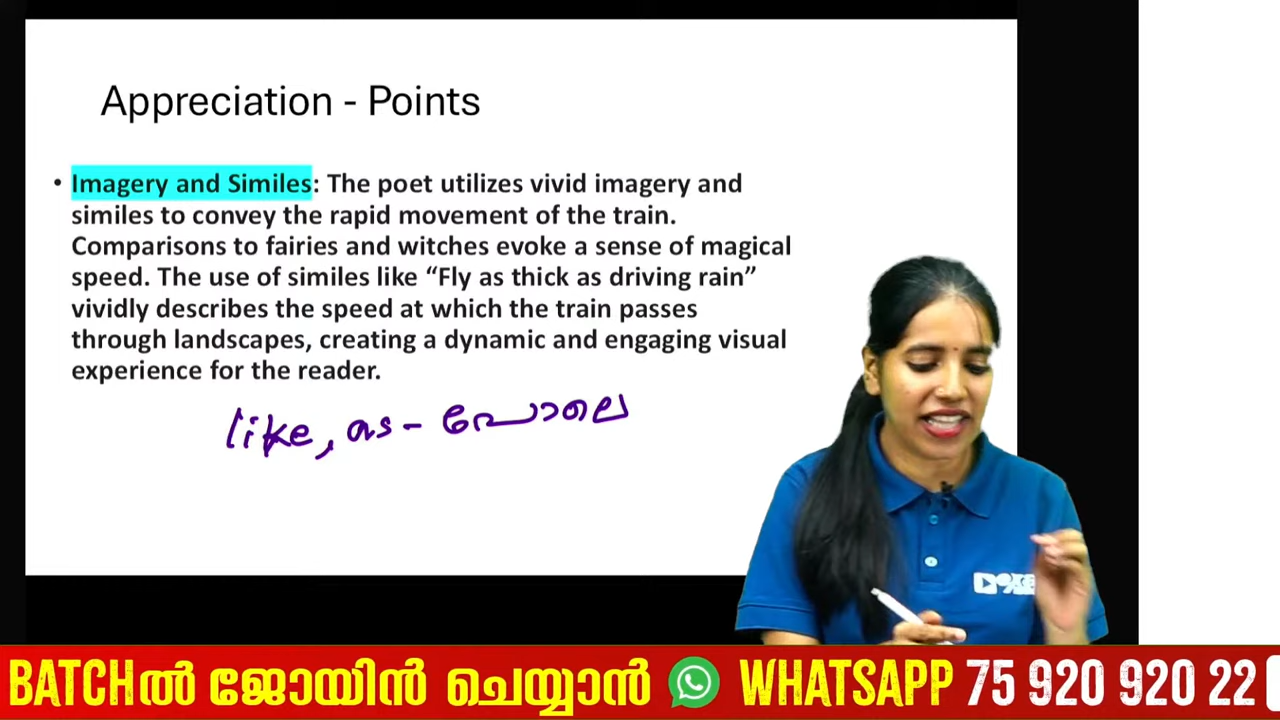 Appreciation - Points
• Imagery and Similes: The poet utilizes vivid imagery and
similes to convey the rapid movement of the train.
Comparisons to fairies and witches evoke a sense of magical
speed. The use of similes like “Fly as thick as driving rain”
vividly describes the speed at which the train passes
through landscapes, creating a dynamic and engaging visual
experience for the reader.
like, as - പോലെ
BATCHൽ ജോയിൻ ചെയ്യാൻ WHATSAPP 75 920 920 22